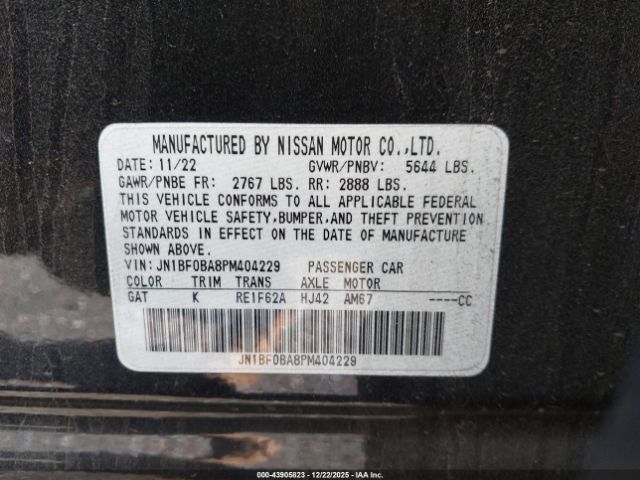 MANUFACTURED BY NISSAN MOTOR CO.,LTD.
DATE: 11/22 GVWR/PNBV: 5644 LBS.
GAWR/PNBE FR: 2767 LBS. RR: 2888 LBS.
THIS VEHICLE CONFORMS TO ALL APPLICABLE FEDERAL
MOTOR VEHICLE SAFETY,BUMPER,AND THEFT PREVENTION
STANDARDS IN EFFECT ON THE DATE OF MANUFACTURE
SHOWN ABOVE.
VIN: JN1BF0BA8PM404229 PASSENGER CAR
COLOR TRIM TRANS AXLE MOTOR
GAT K RE1F62A HJ42 AM67 ----CC
JN1BF0BA8PM404229
© 280-43905823 - 12/22/2025 - IAA Holdings, LLC.